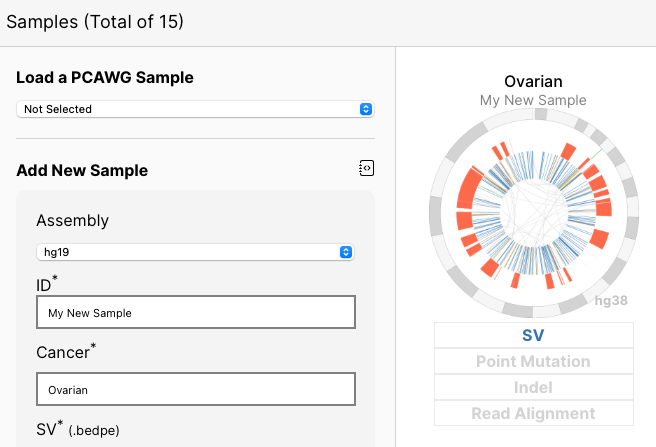 Samples (Total of 15)
Load a PCAWG Sample
Not Selected
Add New Sample
Assembly
hg19
ID*
My New Sample
Cancer*
Ovarian
SV* (.bedpe)
Ovarian
My New Sample
hg38
SV
Point Mutation
Indel
Read Alignment